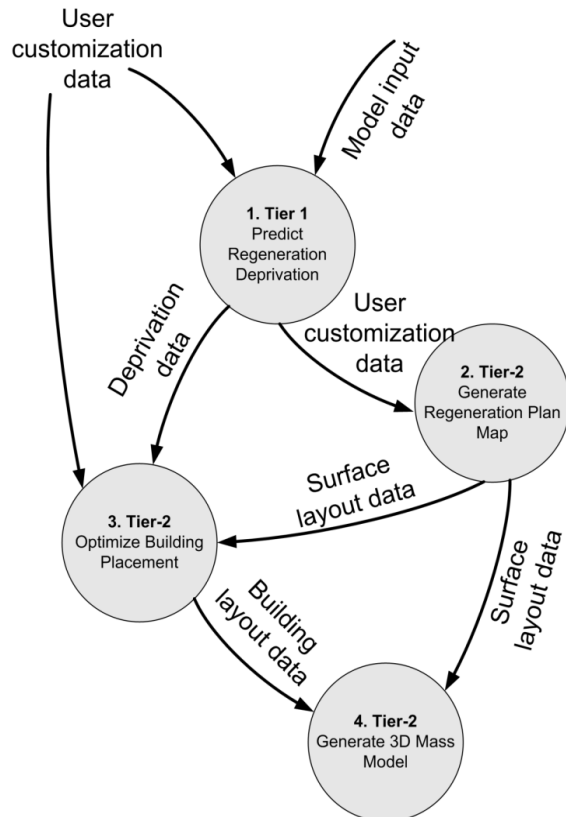 User
customization
data
Model input
data
1. Tier 1
Predict
Regeneration
Deprivation
Deprivation
data
User
customization
data
2. Tier-2
Generate
Regeneration Plan
Map
Surface
layout data
3. Tier-2
Optimize Building
Placement
Surface
layout data
Building
layout data
4. Tier-2
Generate 3D Mass
Model